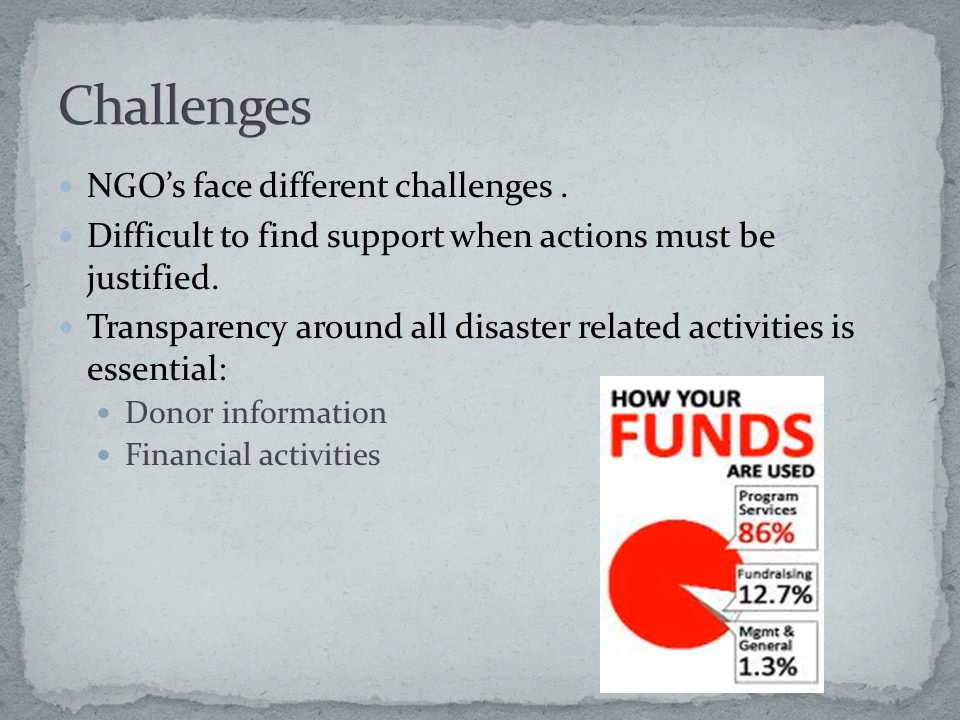 Challenges
NGO’s face different challenges .
Difficult to find support when actions must be
justified.
Transparency around all disaster related activities is
essential:
Donor information
Financial activities
HOW YOUR
FUNDS
ARE USED
Program
Services
86%
Fundraising
12.7%
Mgmt &
General
1.3%